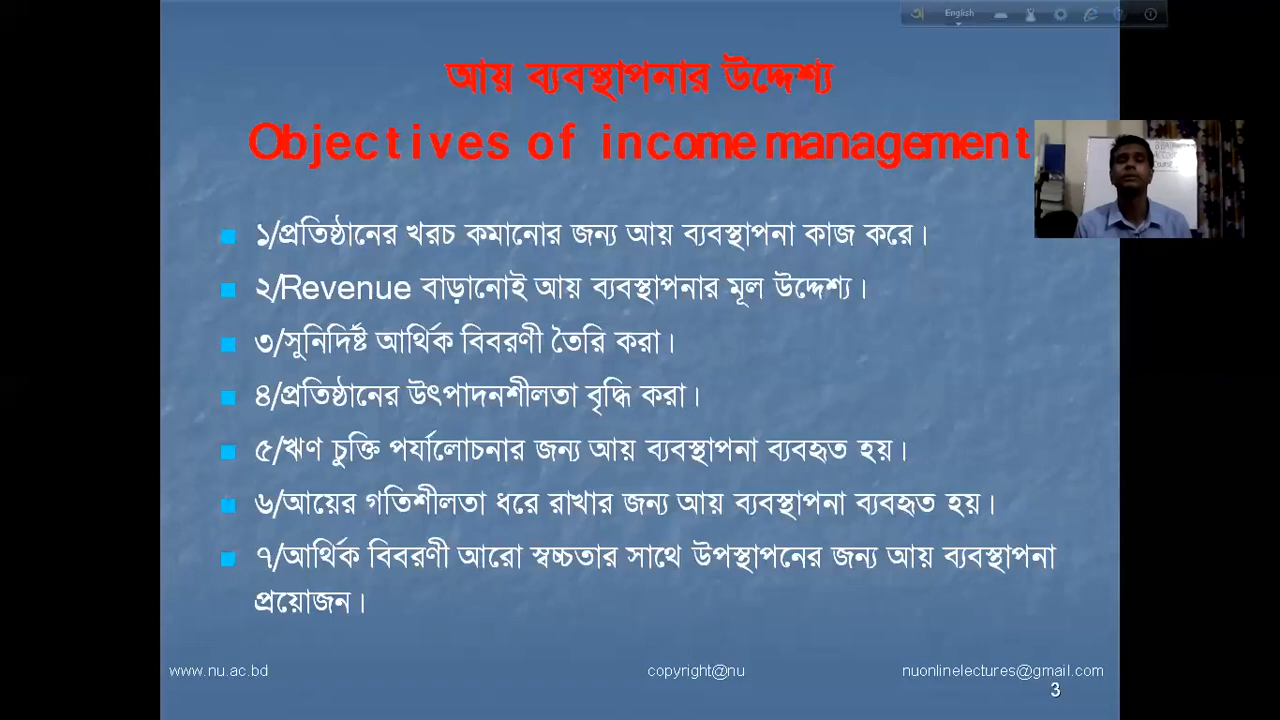 English
আয় ব্যবস্থাপনার উদ্দেশ্য
Objectives of income management
১/প্রতিষ্ঠানের খরচ কমানোর জন্য আয় ব্যবস্থাপনা কাজ করে।
২/Revenue বাড়ানোই আয় ব্যবস্থাপনার মূল উদ্দেশ্য।
৩/সুনিদির্ষ্ট আর্থিক বিবরণী তৈরি করা।
৪/প্রতিষ্ঠানের উৎপাদনশীলতা বৃদ্ধি করা।
৫/ঋণ চুক্তি পর্যালোচনার জন্য আয় ব্যবস্থাপনা ব্যবহৃত হয়।
৬/আয়ের গতিশীলতা ধরে রাখার জন্য আয় ব্যবস্থাপনা ব্যবহৃত হয়।
৭/আর্থিক বিবরণী আরো স্বচ্চতার সাথে উপস্থাপনের জন্য আয় ব্যবস্থাপনা
প্রয়োজন।
www.nu.ac.bd copyright@nu nuonlinelectures@gmail.com
3